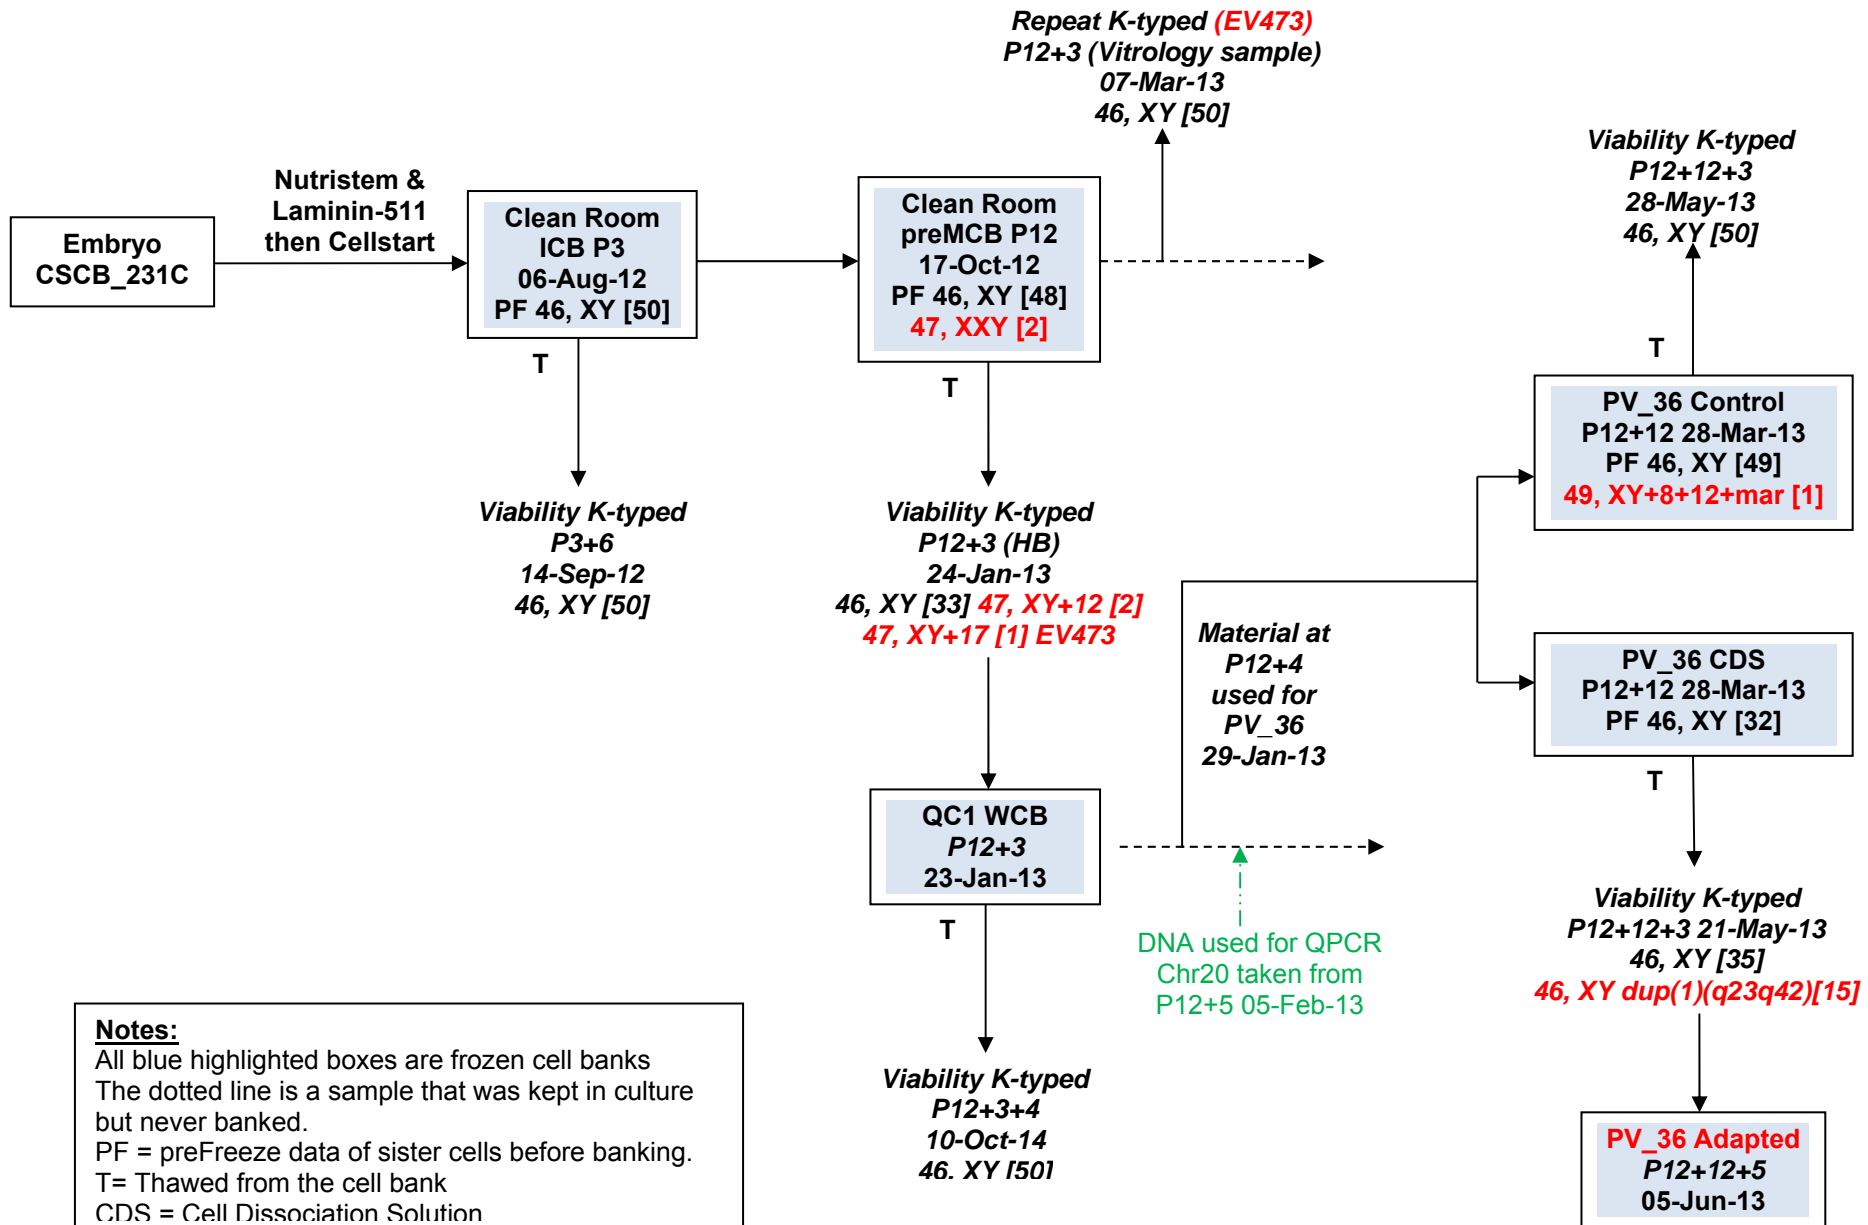 Repeat K-typed (EV473)
P12+3 (Vitrology sample)
07-Mar-13
46, XY [50]
Viability K-typed
P12+12+3
28-May-13
46, XY [50]
Nutristem &
Laminin-511
then Cellstart
Embryo
CSCB_231C
Clean Room
ICB P3
06-Aug-12
PF 46, XY [50]
T
Clean Room
preMCB P12
17-Oct-12
PF 46, XY [48]
47, XXY [2]
T
T
PV_36 Control
P12+12 28-Mar-13
PF 46, XY [49]
49, XY+8+12+mar [1]
Viability K-typed
P3+6
14-Sep-12
46, XY [50]
Viability K-typed
P12+3 (HB)
24-Jan-13
46, XY [33] 47, XY+12 [2]
47, XY+17 [1] EV473
Material at
P12+4
used for
PV_36
29-Jan-13
PV_36 CDS
P12+12 28-Mar-13
PF 46, XY [32]
T
QC1 WCB
P12+3
23-Jan-13
T
DNA used for QPCR
Chr20 taken from
P12+5 05-Feb-13
Viability K-typed
P12+12+3 21-May-13
46, XY [35]
46, XY dup(1)(q23q42)[15]
Viability K-typed
P12+3+4
10-Oct-14
46, XY [50]
PV_36 Adapted
P12+12+5
05-Jun-13
Notes:
All blue highlighted boxes are frozen cell banks
The dotted line is a sample that was kept in culture
but never banked.
PF = preFreeze data of sister cells before banking.
T= Thawed from the cell bank
CDS = Cell Dissociation Solution